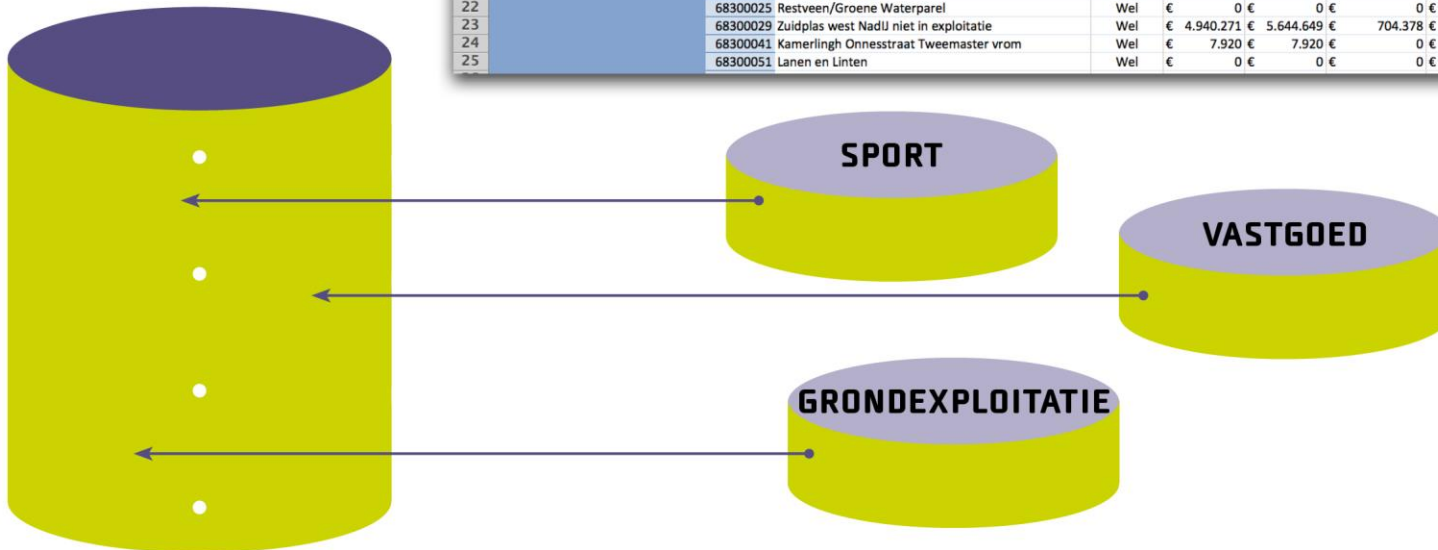 22 68300025 Restveen/Groene Waterparel Wel € 0 € 0 € 0 €
23 68300029 Zuidplas west NadIJ niet in exploitatie Wel € 4.940.271 € 5.644.649 € 704.378 €
24 68300041 Kamerlingh Onnesstraat Tweemaster vrom Wel € 7.920 € 7.920 € 0 €
25 68300051 Lanen en Linten Wel € 0 € 0 € 0 €
SPORT
VASTGOED
GRONDEXPLOITATIE